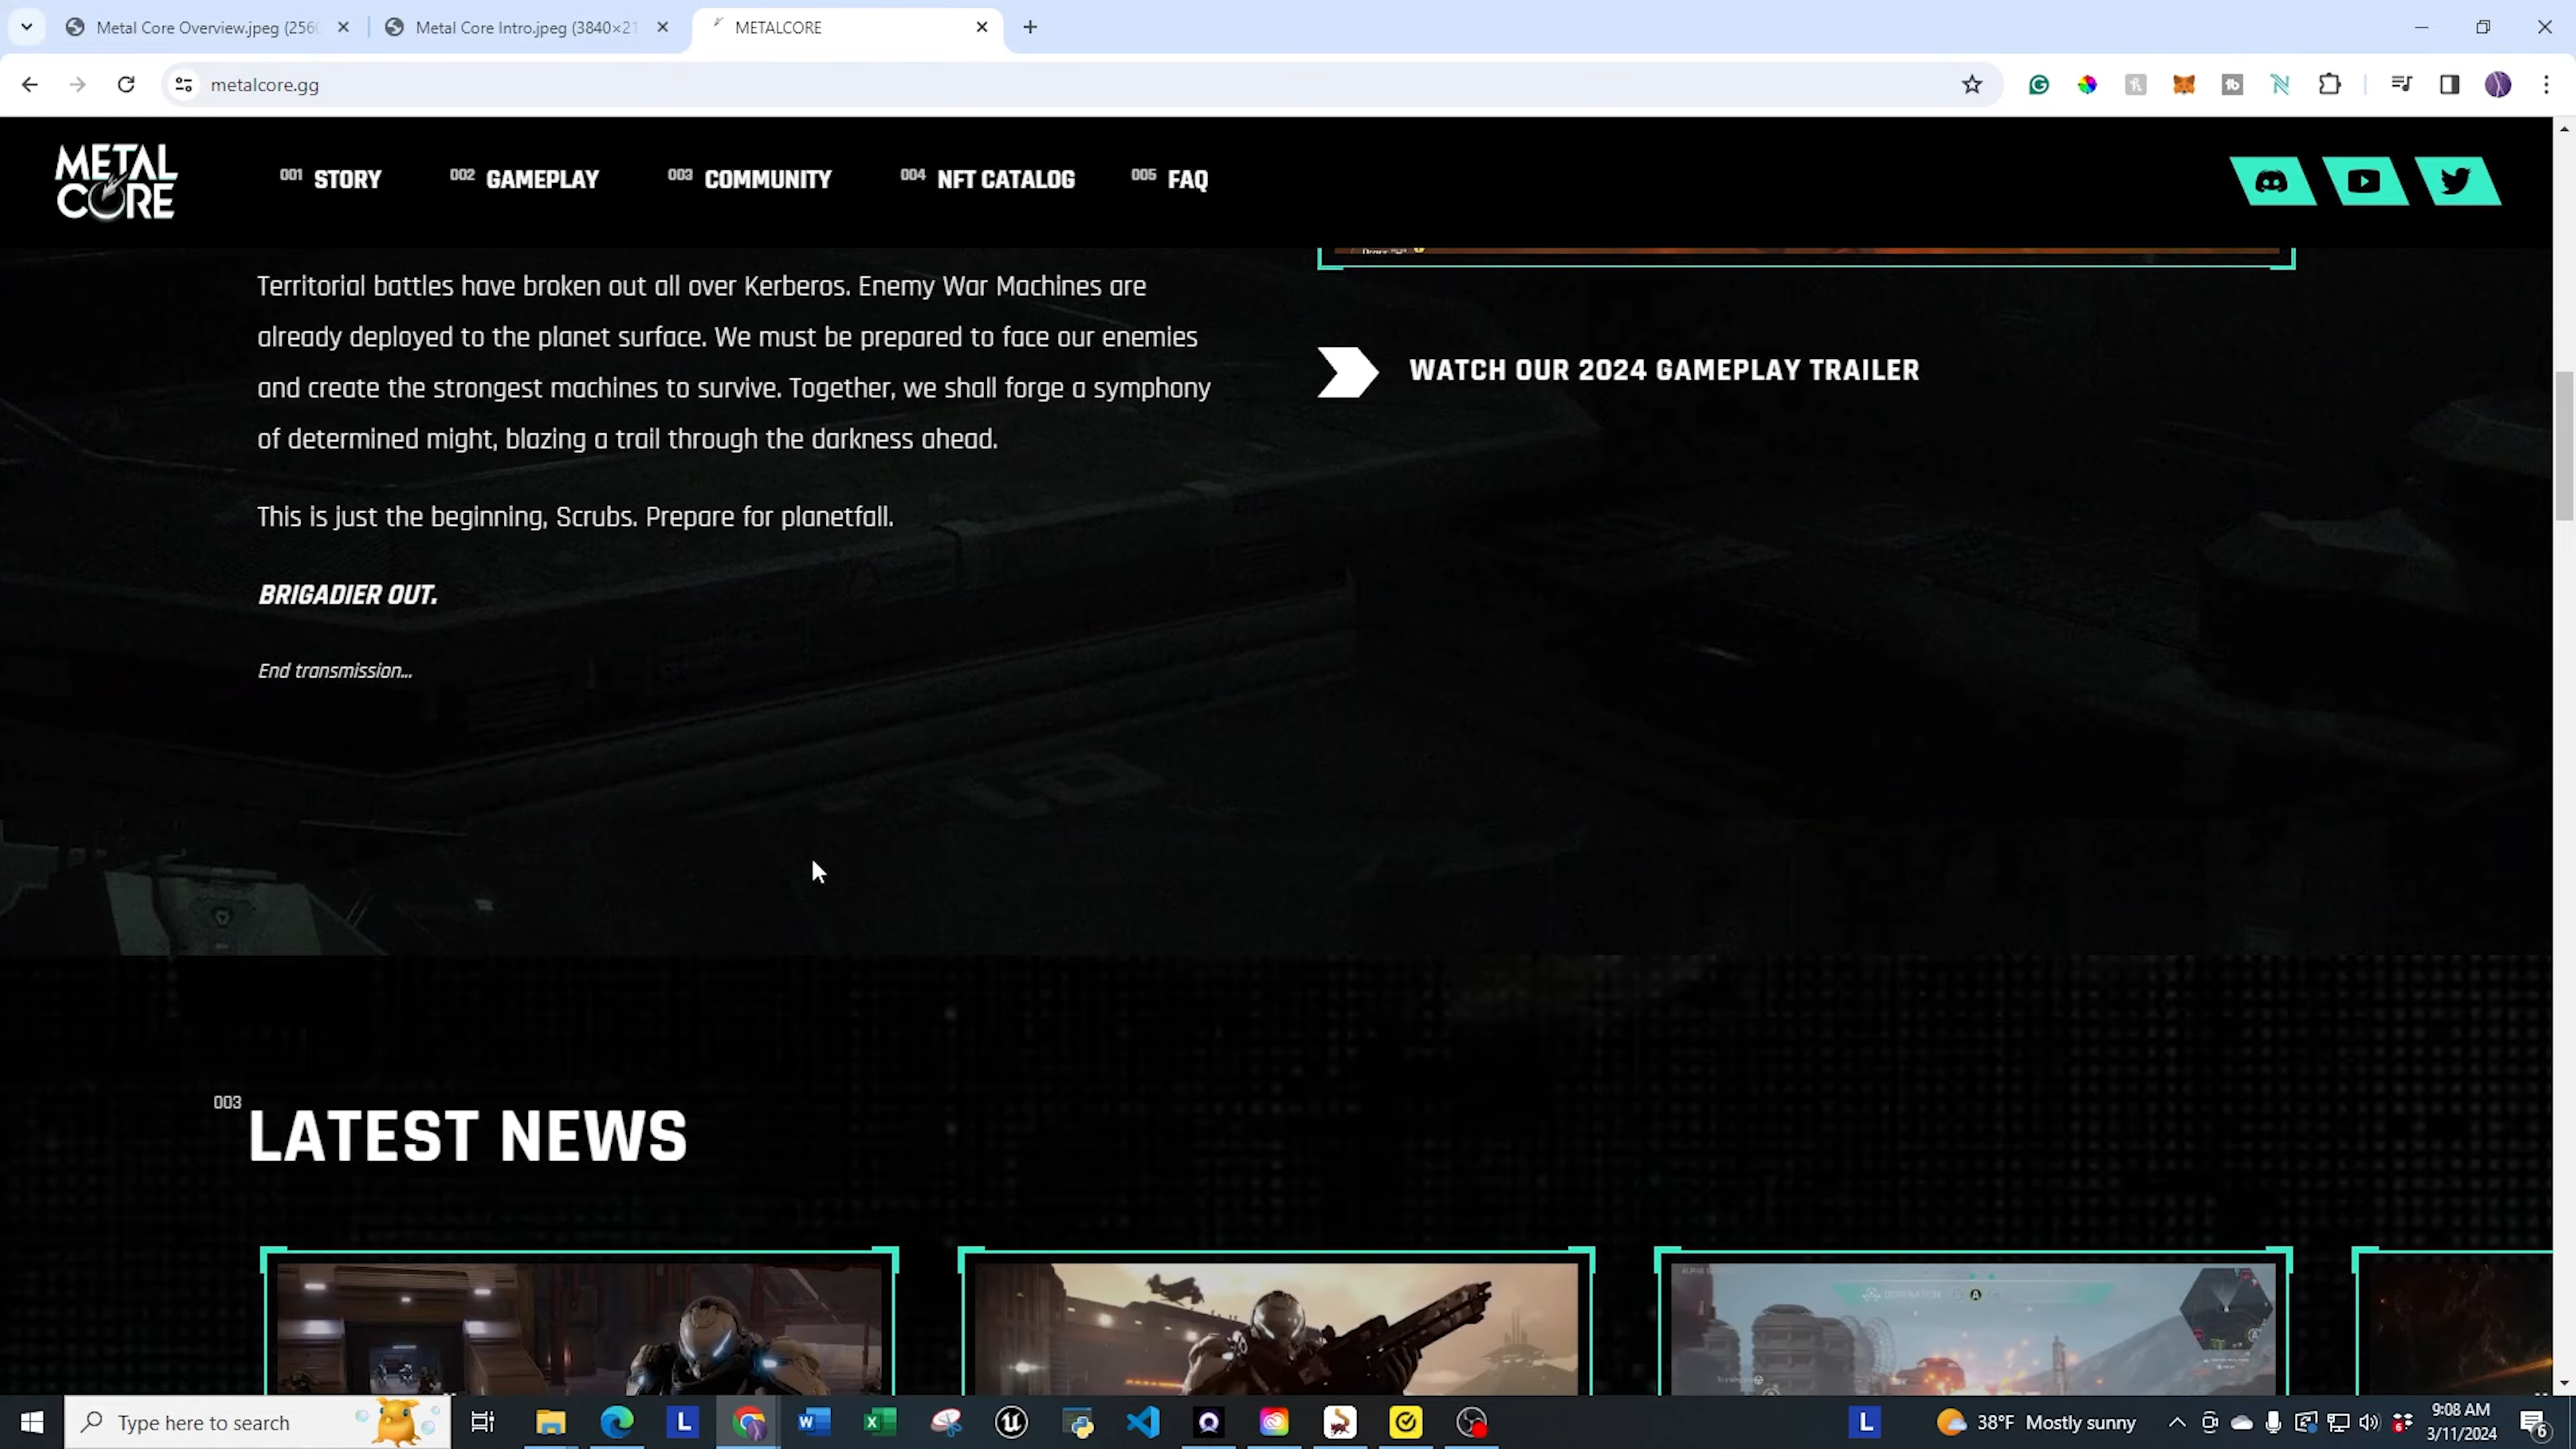 Metal Core Overview.jpeg (256
Metal Core Intro.jpeg (3840×21
METALCORE
metalcore.gg
METAL
CORE
001 STORY
002 GAMEPLAY
003 COMMUNITY
004 NFT CATALOG
005 FAQ
Territorial battles have broken out all over Kerberos. Enemy War Machines are
already deployed to the planet surface. We must be prepared to face our enemies
and create the strongest machines to survive. Together, we shall forge a symphony
of determined might, blazing a trail through the darkness ahead.
This is just the beginning, Scrubs. Prepare for planetfall.
BRIGADIER OUT.
End transmission...
WATCH OUR 2024 GAMEPLAY TRAILER
003
LATEST NEWS
DOMINATION
A
Type here to search
38°F Mostly sunny
9:08 AM
3/11/2024
6